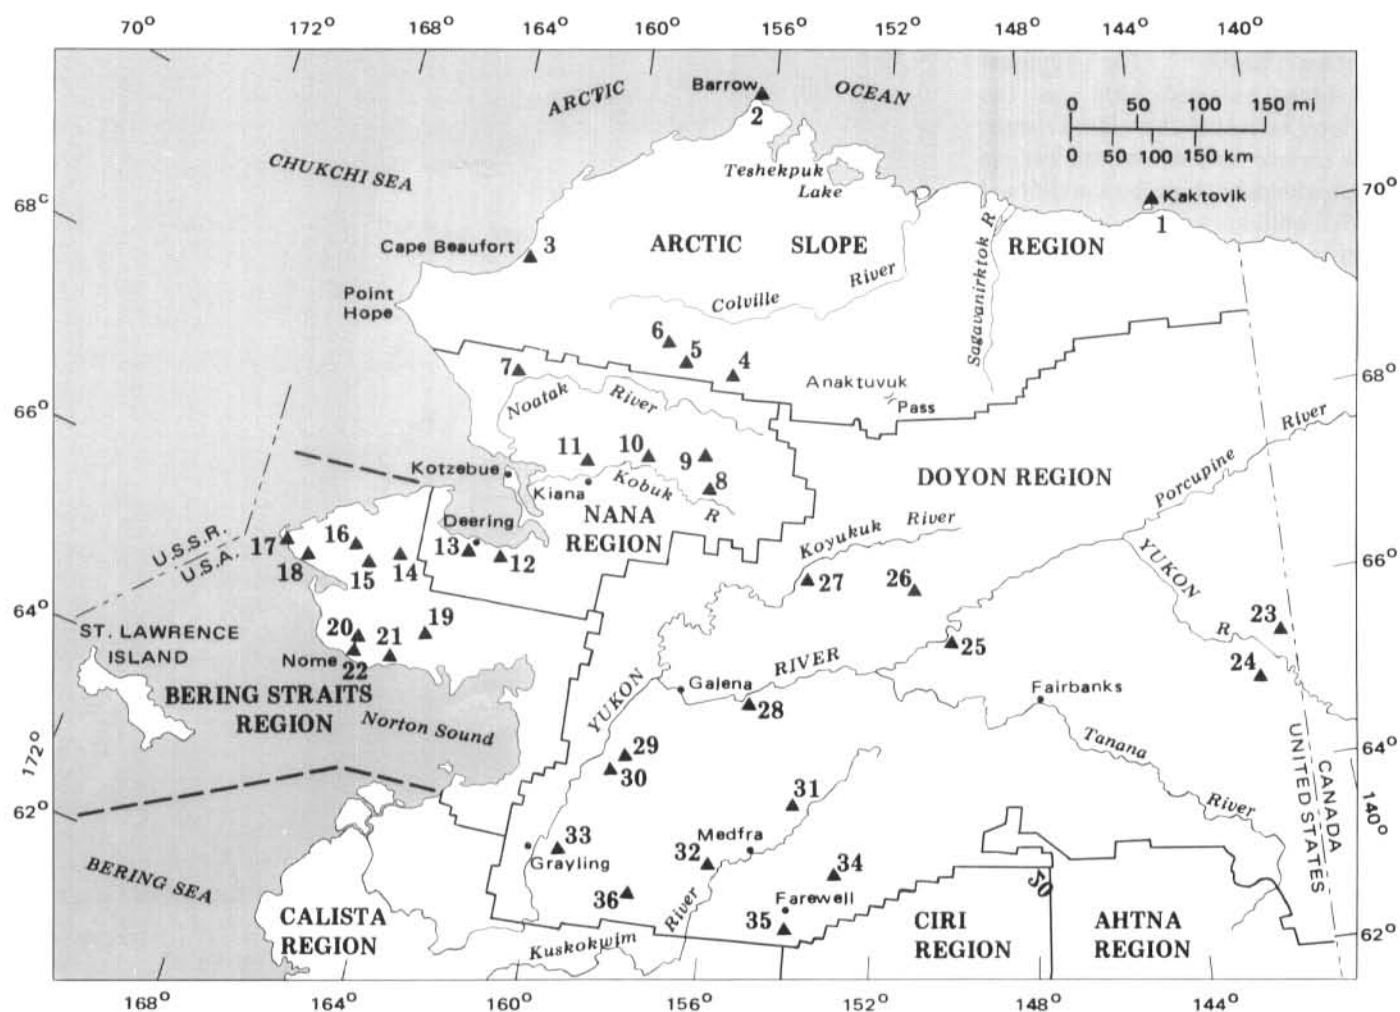 70° 172° 168° 164° 160° 156° 152° 148° 144° 140°
ARCTIC OCEAN
Barrow
2
0 50 100 150 mi
0 50 100 150 km
CHUKCHI SEA
Teshekpuk
Lake
70°
Kaktovik
1
68°
Cape Beaufort
3
ARCTIC SLOPE REGION
Sagavanirktok R
Colville River
Point
Hope
6
5
4
7
Anaktuvuk
Pass
68°
Noatak River
66°
11
10
9
8
Kotzebue
Kiana
Kobuk R
DOYON REGION
Porcupine River
NANA
REGION
Deering
Koyukuk River
U.S.S.R.
U.S.A.
17
16
18
15
14
13
12
27
26
66°
YUKON R
64°
ST. LAWRENCE
ISLAND
20
21
19
Nome
22
25
23
24
YUKON RIVER
Galena
28
Fairbanks
BERING STRAITS
REGION
Norton Sound
Tanana River
64°
172°
29
30
31
CANADA
UNITED STATES
62°
140°
33
Grayling
Medfra
32
34
BERING SEA
36
River
Farewell
35
50
CALISTA
REGION
Kuskokwim
CIRI
REGION
AHTNA
REGION
62°
168° 164° 160° 156° 152° 148° 144°